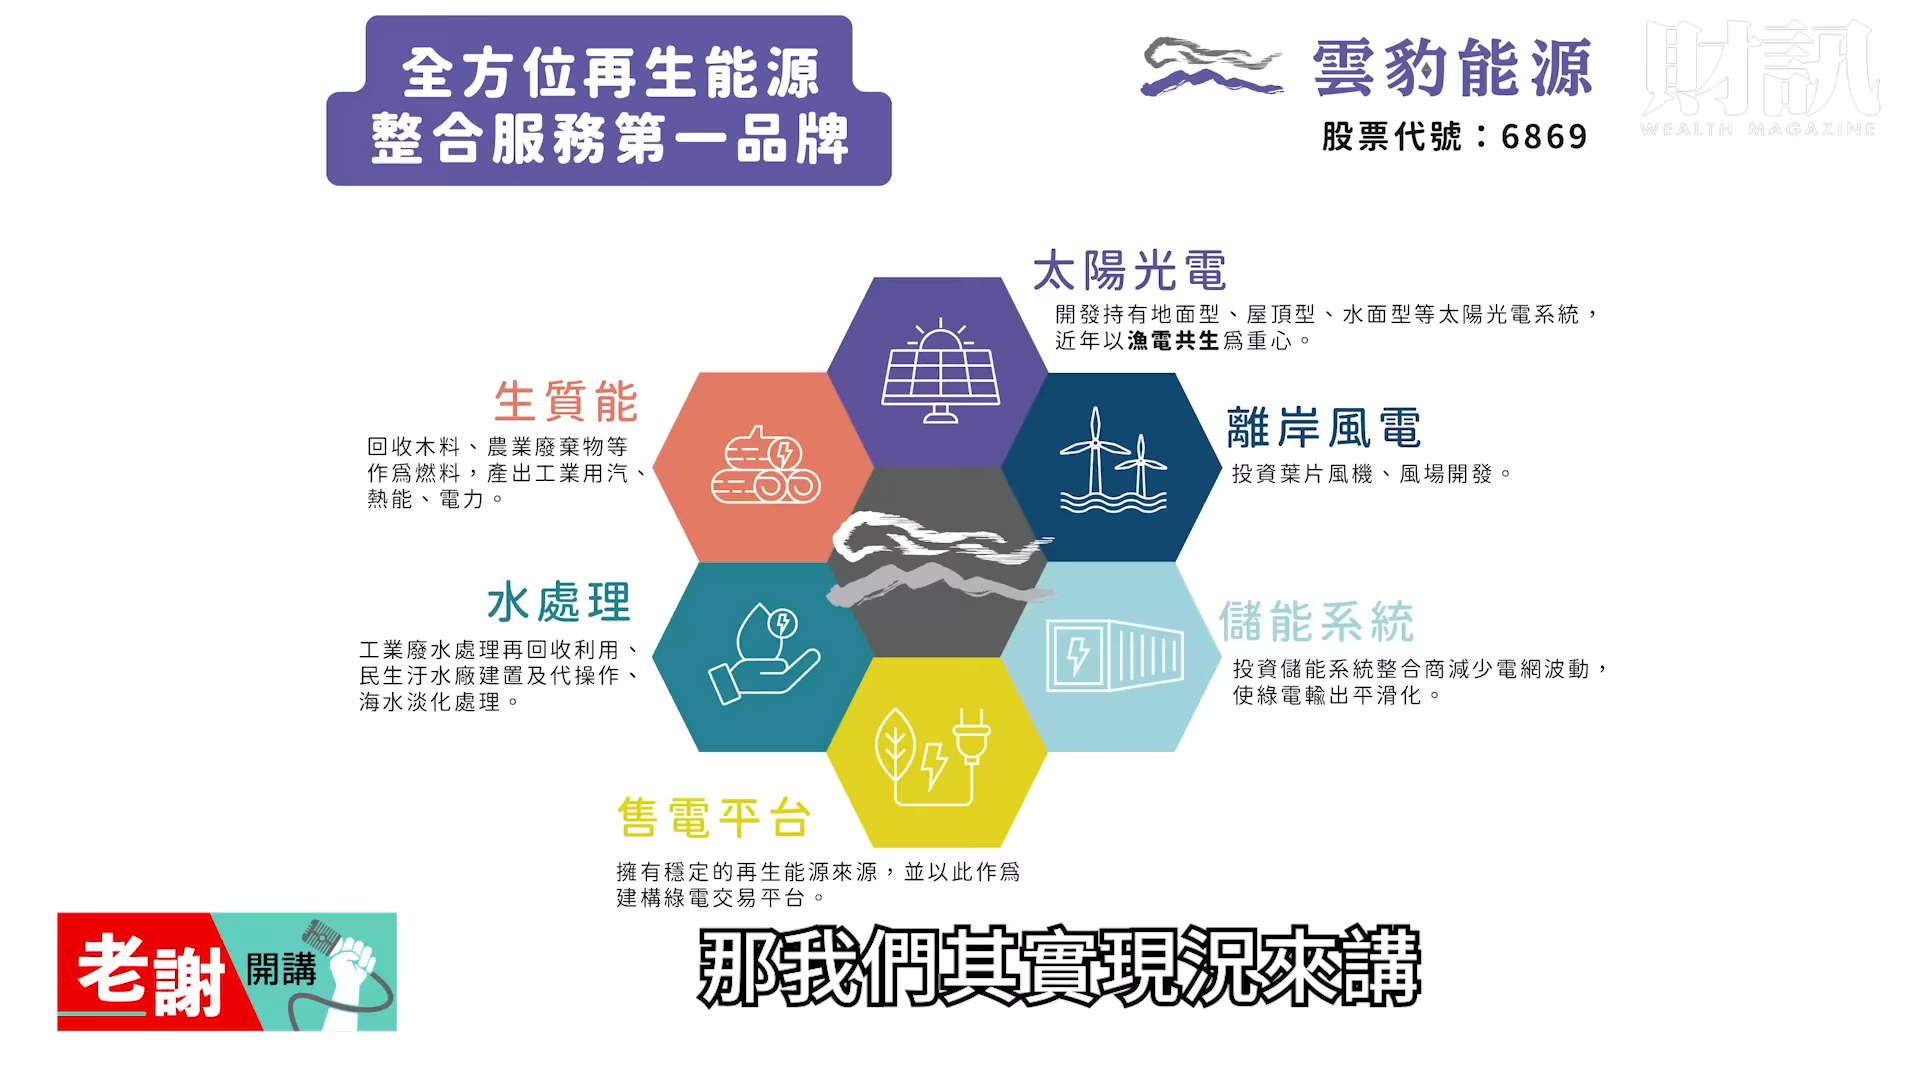 全方位再生能源
整合服務第一品牌
雲豹能源
股票代號：6869
財訊
WEALTH MAGAZINE
太陽光電
開發持有地面型、屋頂型、水面型等太陽光電系統，
近年以漁電共生爲重心。
離岸風電
投資葉片風機、風場開發。
儲能系統
投資儲能系統整合商減少電網波動，
使綠電輸出平滑化。
生質能
回收木料、農業廢棄物等
作爲燃料，產出工業用汽、
熱能、電力。
水處理
工業廢水處理再回收利用、
民生汙水廠建置及代操作、
海水淡化處理。
售電平台
擁有穩定的再生能源來源，並以此作爲
建構綠電交易平台。
老謝
開講
那我們其實現況來講